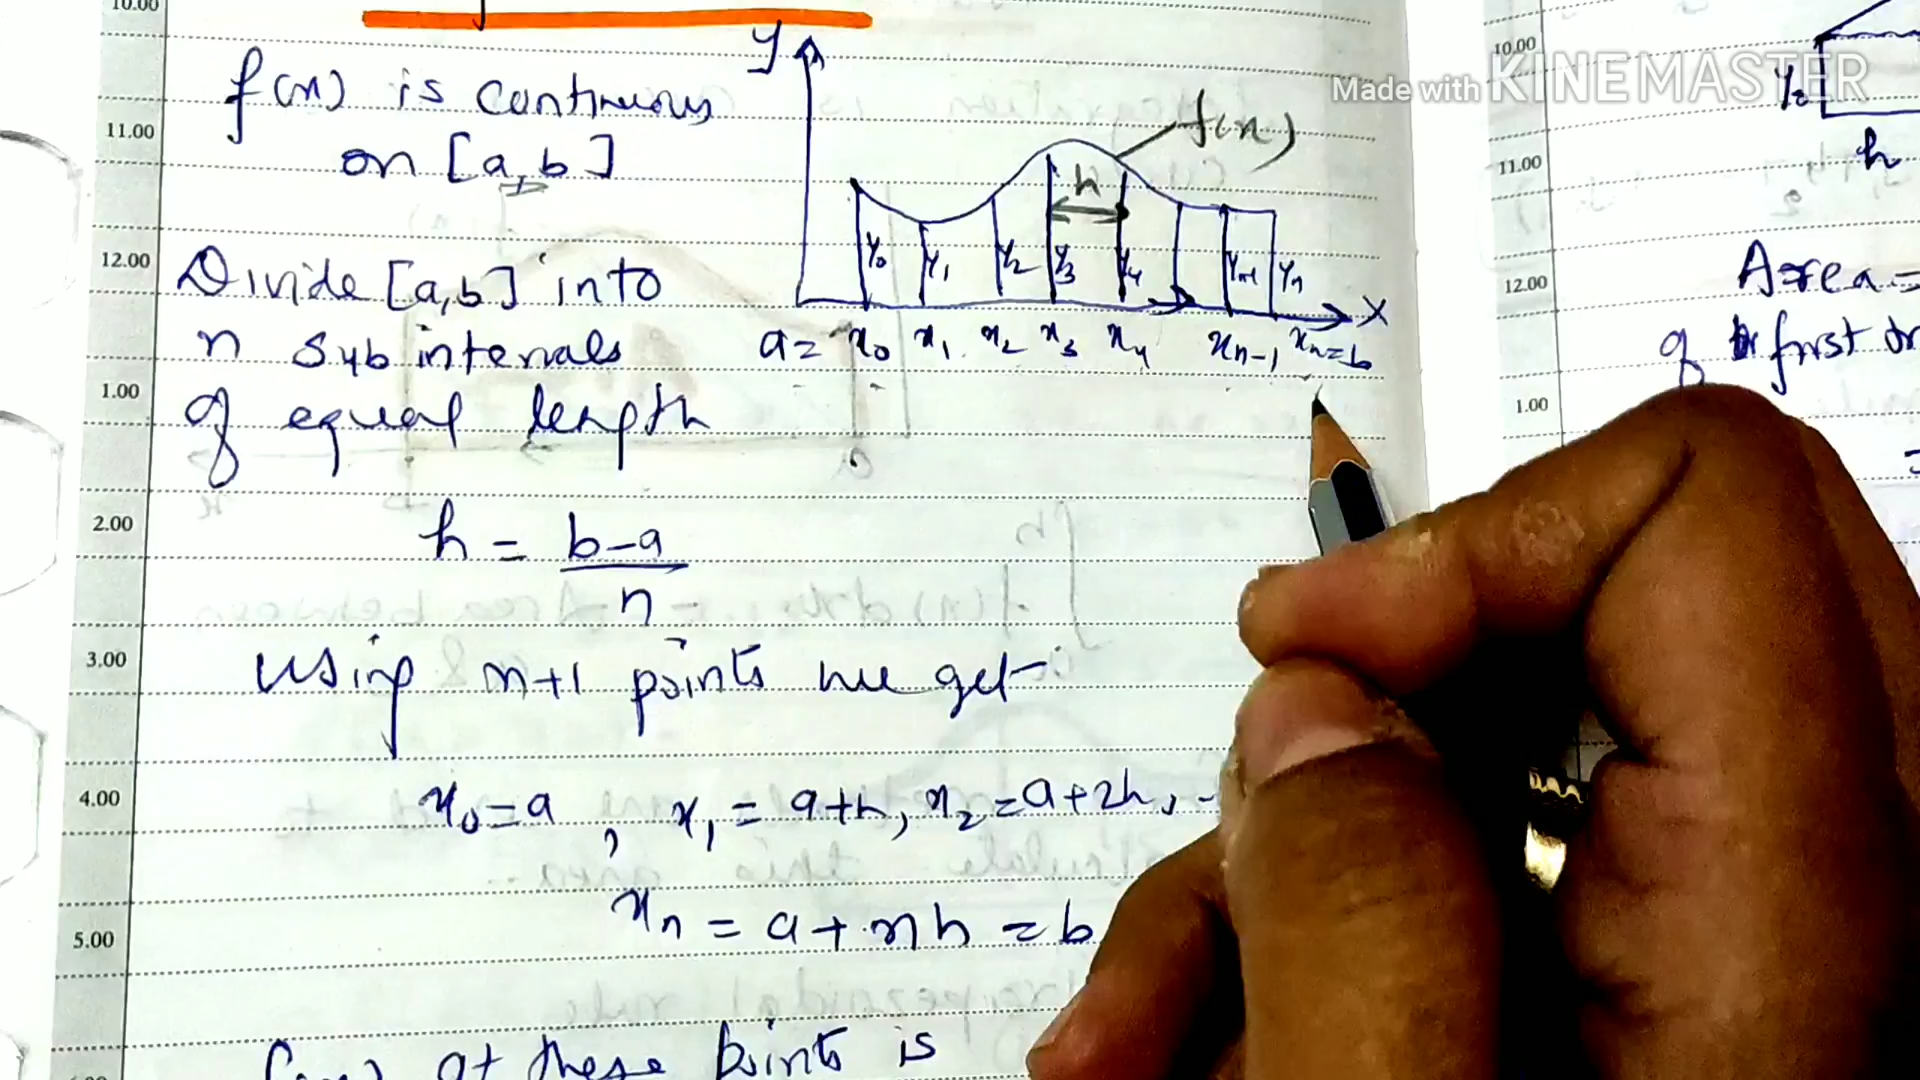 10.00
f(x) is continuous
11.00
on [a,b]
12.00
Divide [a,b] into
n sub intervals
1.00
of equal length
2.00
h = b-a
n
3.00
Using n+1 points we get
4.00
x0 = a , x1 = a+h, x2 = a+2h, -
xn = a + nh = b
5.00
at these points is
y
f(x)
h
y0 y1 y2 y3 y4 yn-1 yn
X
a= x0 x1 x2 x3 x4 xn-1 xn=b
Made with KINEMASTER
10.00
y0
h
11.00
Area =
12.00
of first
1.00